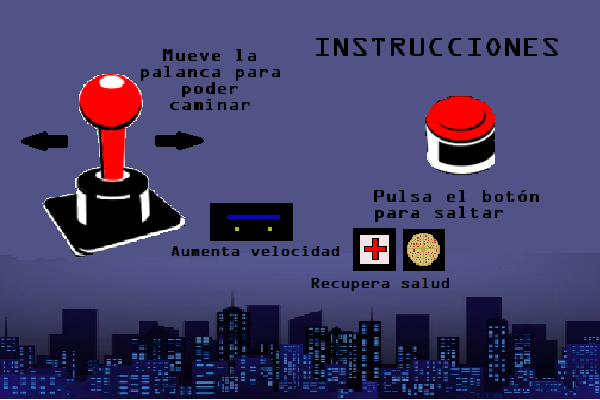 INSTRUCCIONES
Mueve la
palanca para
poder
caminar
Pulsa el botón
para saltar
Aumenta velocidad
Recupera salud